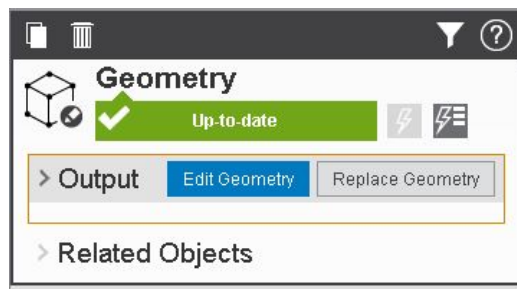 ?
Geometry
Up-to-date
> Output Edit Geometry Replace Geometry
> Related Objects